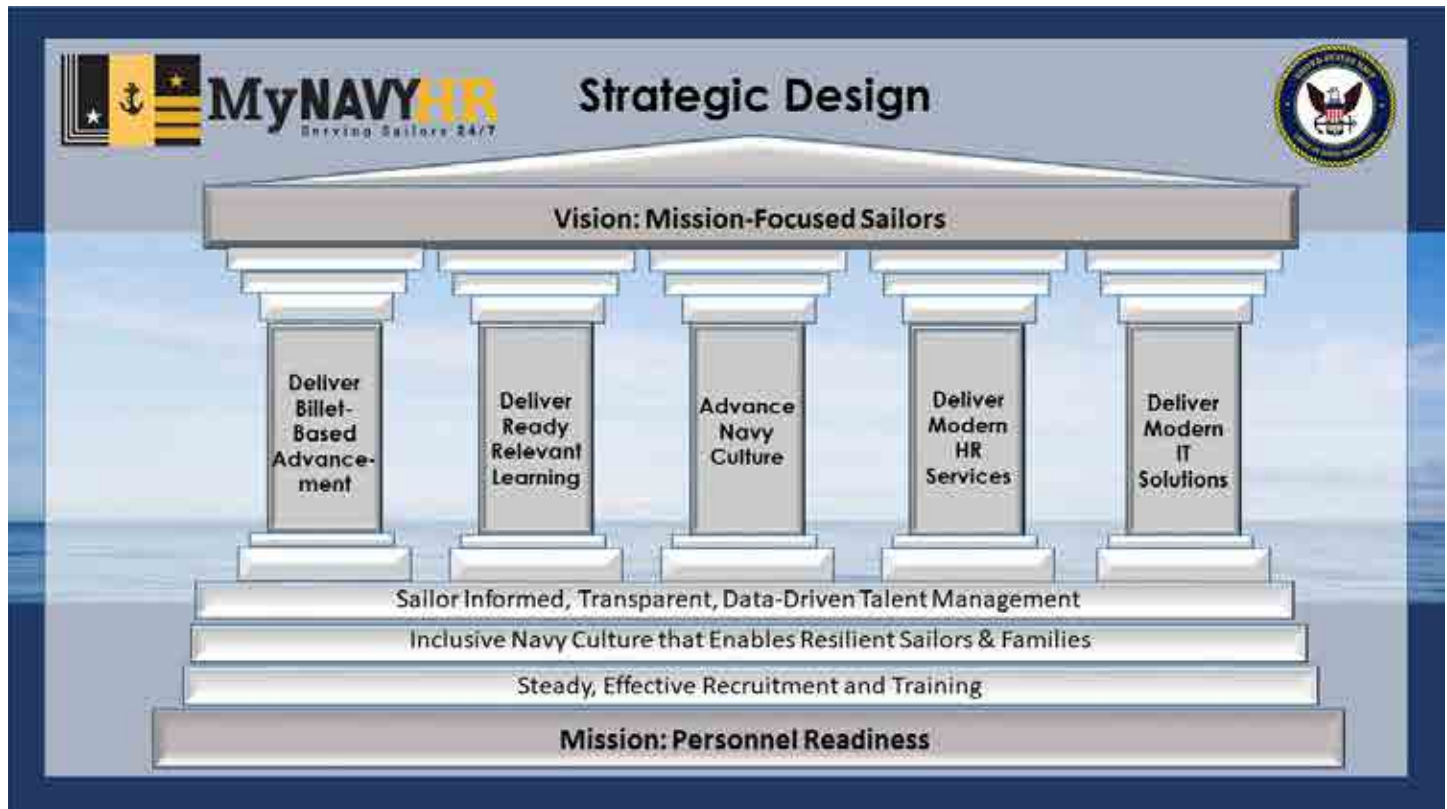 MyNAVYHR
Serving Sailors 24/7
Strategic Design
Vision: Mission-Focused Sailors
Deliver
Billet-
Based
Advance-
ment
Deliver
Ready
Relevant
Learning
Advance
Navy
Culture
Deliver
Modern
HR
Services
Deliver
Modern
IT
Solutions
Sailor Informed, Transparent, Data-Driven Talent Management
Inclusive Navy Culture that Enables Resilient Sailors & Families
Steady, Effective Recruitment and Training
Mission: Personnel Readiness